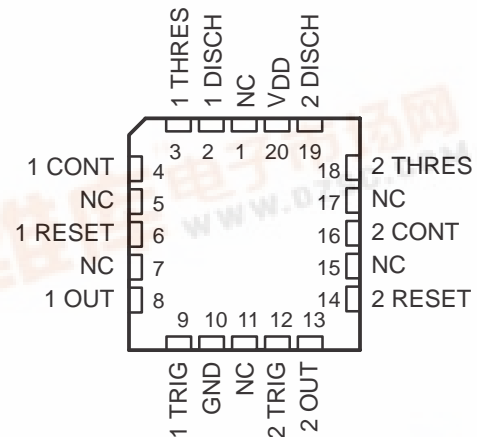 1 THRES
1 DISCH
NC
VDD
2 DISCH
3 2 1 20 19
1 CONT 4
18 2 THRES
NC 5
17 NC
1 RESET 6
16 2 CONT
NC 7
15 NC
1 OUT 8
14 2 RESET
9 10 11 12 13
1 TRIG
GND
NC
2 TRIG
2 OUT